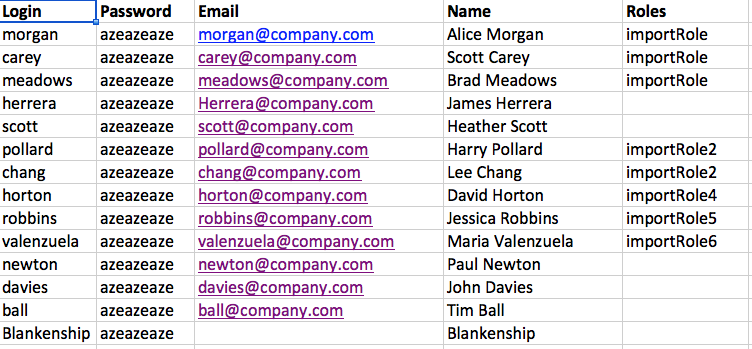 Login Password Email Name Roles
morgan azeazeaze morgan@company.com Alice Morgan importRole
carey azeazeaze carey@company.com Scott Carey importRole
meadows azeazeaze meadows@company.com Brad Meadows importRole
herrera azeazeaze Herrera@company.com James Herrera
scott azeazeaze scott@company.com Heather Scott
pollard azeazeaze pollard@company.com Harry Pollard importRole2
chang azeazeaze chang@company.com Lee Chang importRole2
horton azeazeaze horton@company.com David Horton importRole4
robbins azeazeaze robbins@company.com Jessica Robbins importRole5
valenzuela azeazeaze valenzuela@company.com Maria Valenzuela importRole6
newton azeazeaze newton@company.com Paul Newton
davies azeazeaze davies@company.com John Davies
ball azeazeaze ball@company.com Tim Ball
Blankenship azeazeaze Blankenship